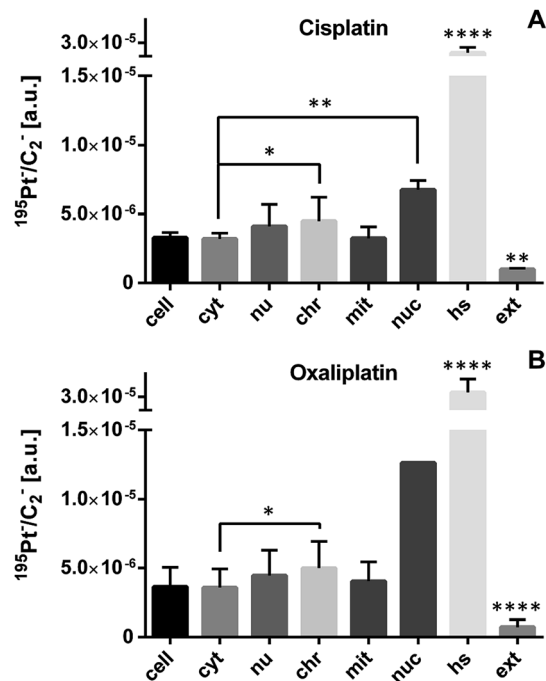 A
Cisplatin
****
3.0×10⁻⁵
1.5×10⁻⁵
**
1.0×10⁻⁵
*
5.0×10⁻⁶
**
0
¹⁹⁵Pt⁻/C₂⁻ [a.u.]
cell cyt nu chr mit nuc hs ext
B
Oxaliplatin
****
3.0×10⁻⁵
1.5×10⁻⁵
1.0×10⁻⁵
*
5.0×10⁻⁶
****
0
¹⁹⁵Pt⁻/C₂⁻ [a.u.]
cell cyt nu chr mit nuc hs ext